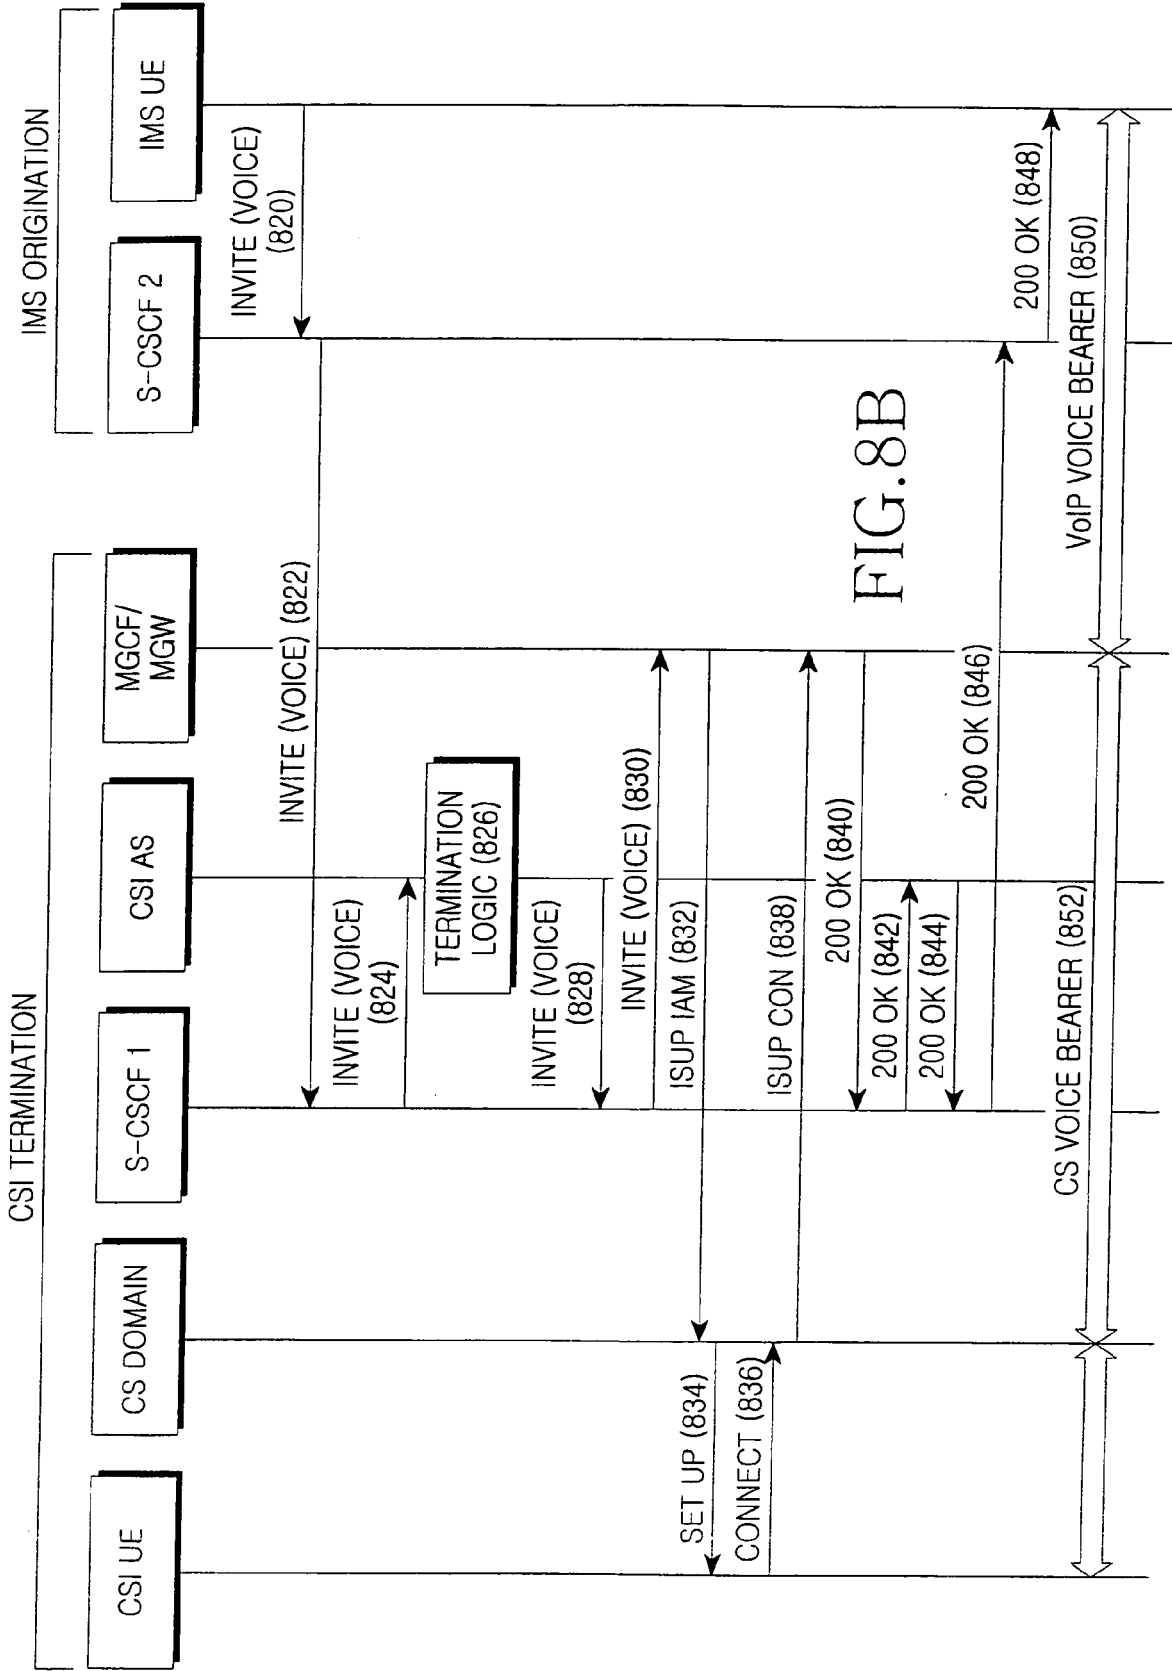 CSI TERMINATION
IMS ORIGINATION
CSI UE
CS DOMAIN
S-CSCF 1
CSI AS
MGCF/
MGW
S-CSCF 2
IMS UE
INVITE (VOICE)
(820)
INVITE (VOICE) (822)
INVITE (VOICE)
(824)
TERMINATION
LOGIC (826)
INVITE (VOICE)
(828)
INVITE (VOICE) (830)
ISUP IAM (832)
SET UP (834)
CONNECT (836)
ISUP CON (838)
200 OK (840)
200 OK (842)
200 OK (844)
200 OK (846)
200 OK (848)
VoIP VOICE BEARER (850)
CS VOICE BEARER (852)
FIG.8B